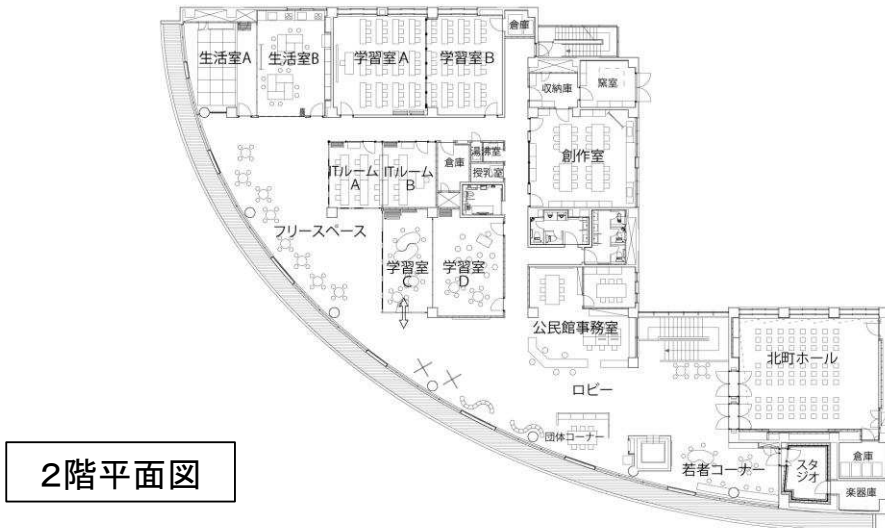 倉庫
生活室A
生活室B
学習室A
学習室B
収納庫
窯室
創作室
ITルーム
A
ITルーム
B
倉庫
湯沸室
授乳室
フリースペース
学習室
C
学習室
D
公民館事務室
北町ホール
ロビー
団体コーナー
若者コーナー
スタ
ジオ
倉庫
楽器庫
2階平面図